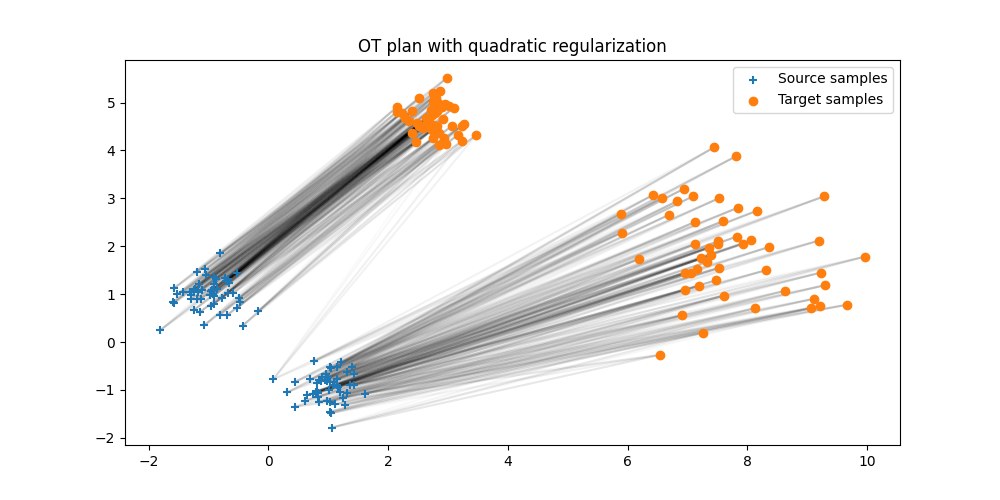 OT plan with quadratic regularization
Source samples
Target samples
5
4
3
2
1
0
−1
−2
−2 0 2 4 6 8 10